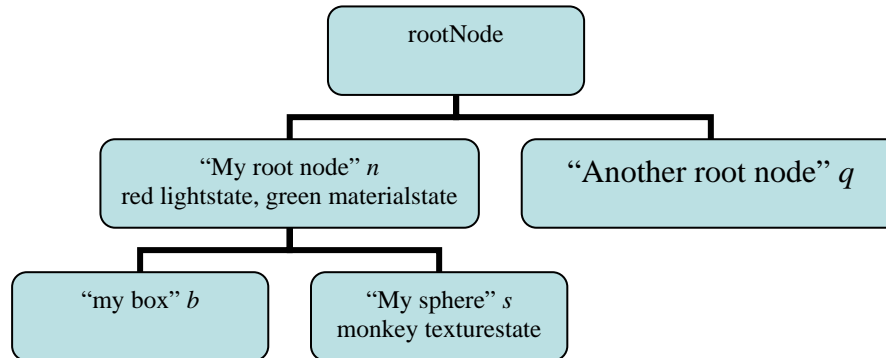 rootNode
“My root node” n
red lightstate, green materialstate
“Another root node” q
“my box” b
“My sphere” s
monkey texturestate